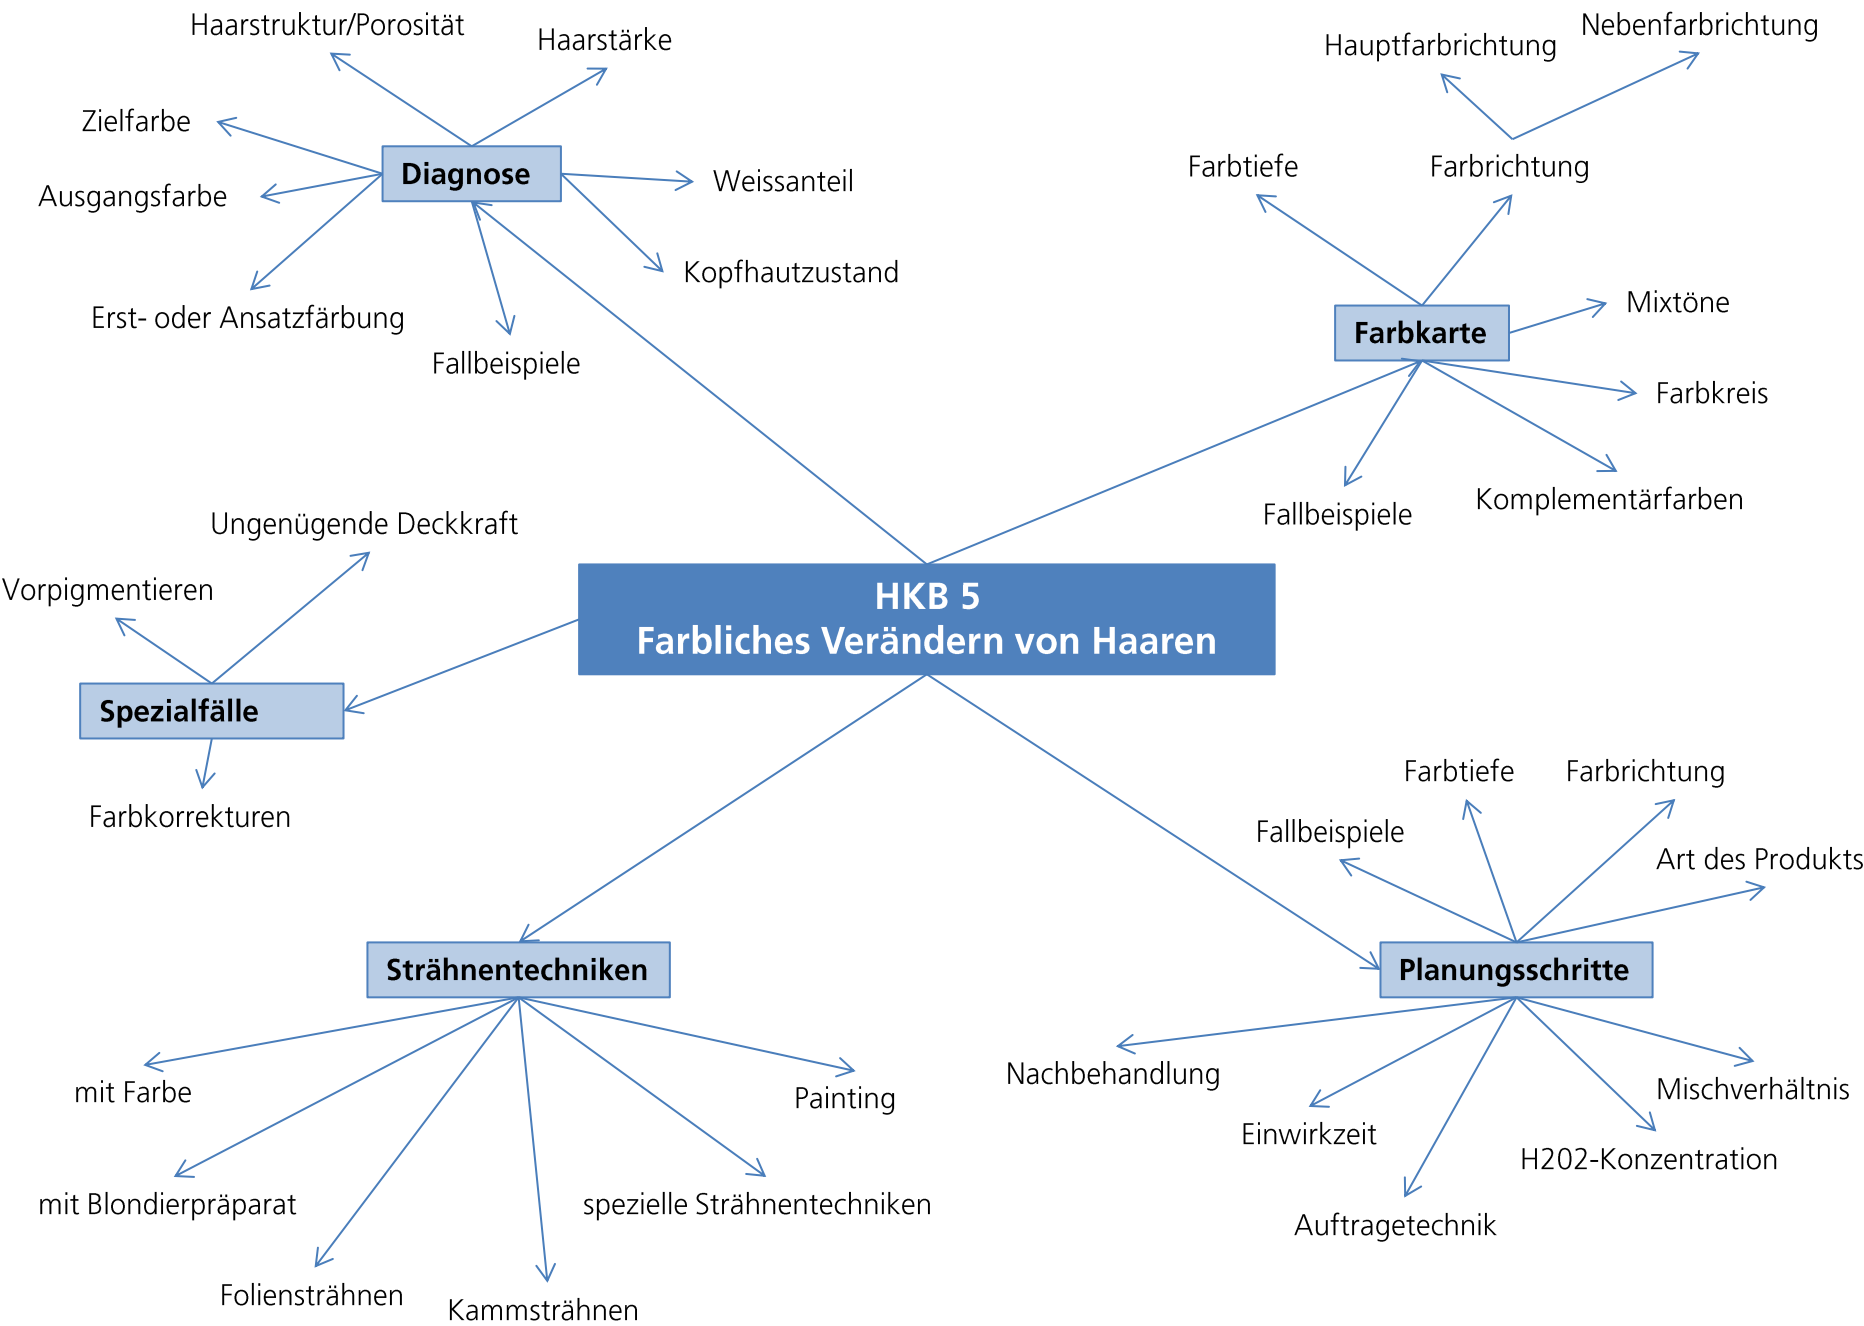 Haarstruktur/Porosität
Haarstärke
Zielfarbe
Diagnose
Weissanteil
Ausgangsfarbe
Kopfhautzustand
Erst- oder Ansatzfärbung
Fallbeispiele
Nebenfarbrichtung
Hauptfarbrichtung
Farbtiefe
Farbrichtung
Mixtöne
Farbkarte
Farbkreis
Komplementärfarben
Fallbeispiele
Ungenügende Deckkraft
Vorpigmentieren
HKB 5
Farbliches Verändern von Haaren
Spezialfälle
Farbkorrekturen
Farbtiefe
Farbrichtung
Fallbeispiele
Art des Produkts
Strähnentechniken
Planungsschritte
mit Farbe
Painting
mit Blondierpräparat
spezielle Strähnentechniken
Foliensträhnen
Kammsträhnen
Nachbehandlung
Mischverhältnis
Einwirkzeit
H202-Konzentration
Auftragetechnik